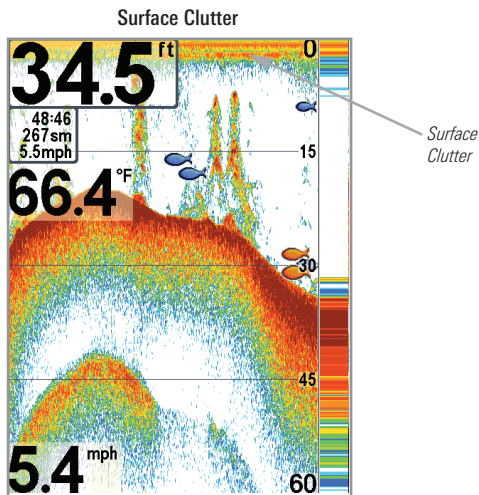 Surface Clutter
34.5 ft
0
48:46
267sm
5.5mph
Surface
Clutter
15
66.4 °F
30
45
5.4 mph
60